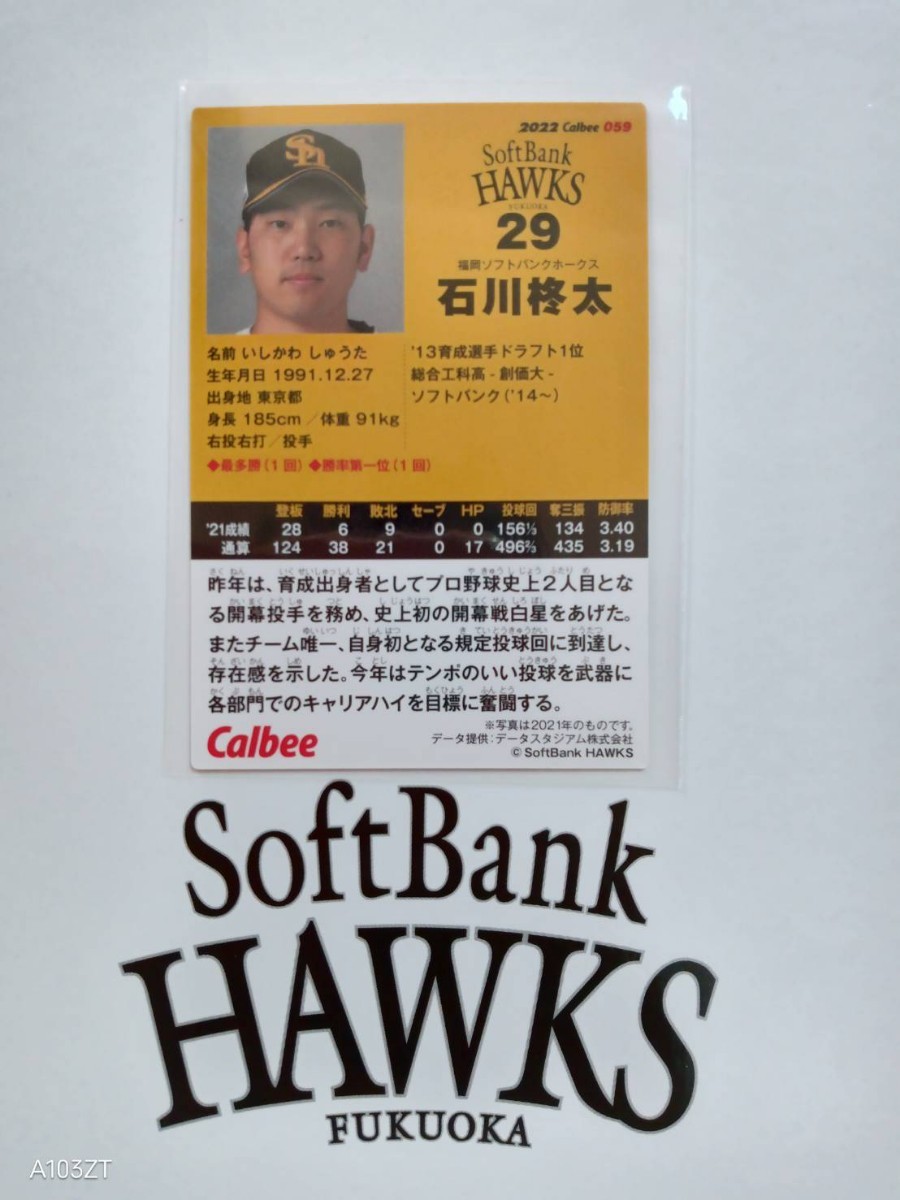 2022 Calbee 059
SoftBank
HAWKS
FUKUOKA
29
福岡ソフトバンクホークス
石川柊太
名前 いしかわ しゅうた
生年月日 1991.12.27
出身地 東京都
身長 185cm／体重 91kg
右投右打／投手
'13育成選手ドラフト1位
総合工科高 - 創価大 -
ソフトバンク('14〜)
◆最多勝(1回) ◆勝率第一位(1回)
登板 勝利 敗北 セーブ HP 投球回 奪三振 防御率
'21成績 28 6 9 0 0 156⅓ 134 3.40
通算 124 38 21 0 17 496⅔ 435 3.19
昨年は、育成出身者としてプロ野球史上2人目とな
る開幕投手を務め、史上初の開幕戦白星をあげた。
またチーム唯一、自身初となる規定投球回に到達し、
存在感を示した。今年はテンポのいい投球を武器に
各部門でのキャリアハイを目標に奮闘する。
※写真は2021年のものです。
データ提供：データスタジアム株式会社
© SoftBank HAWKS
Calbee
SoftBank
HAWKS
FUKUOKA
A103ZT